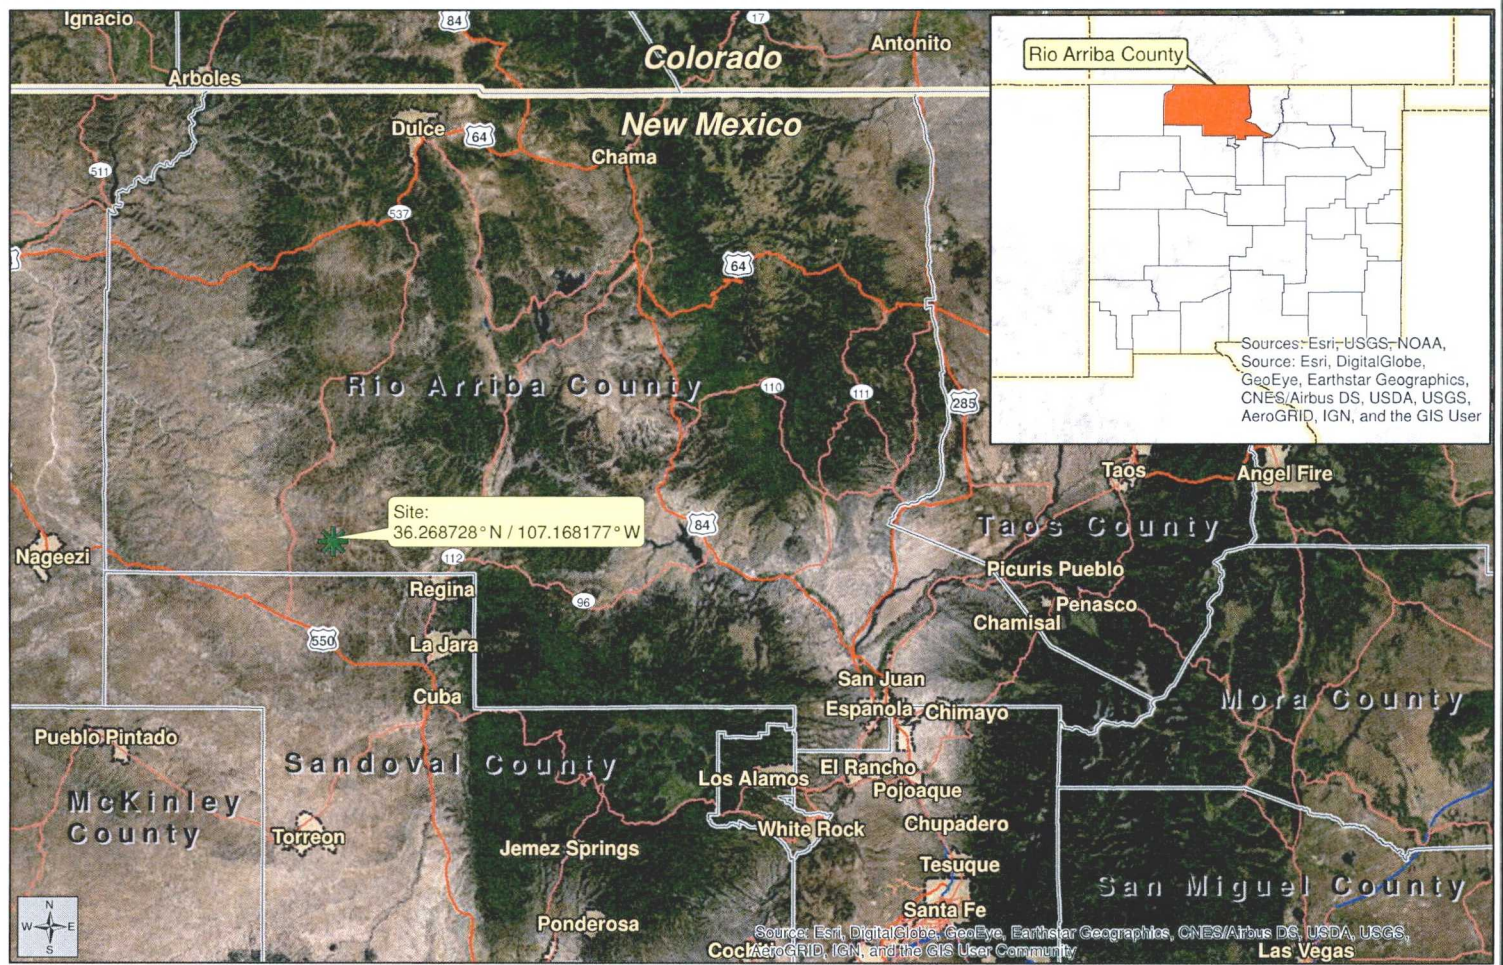 Ignacio
84
17
Colorado
Antonito
Arboles
Rio Arriba County
Dulce
64
New Mexico
Chama
511
537
64
Sources: Esri, USGS, NOAA,
Source: Esri, DigitalGlobe,
GeoEye, Earthstar Geographics,
CNES/Airbus DS, USDA, USGS,
AeroGRID, IGN, and the GIS User
Rio Arriba County
110
111
285
Taos
Angel Fire
Site:
36.268728° N / 107.168177° W
84
Taos County
Nageezi
112
Picuris Pueblo
Regina
96
Penasco
Chamisal
550
La Jara
San Juan
Cuba
Espanola
Chimayo
Mora County
Pueblo Pintado
Sandoval County
El Rancho
Los Alamos
Pojoaque
McKinley
County
Torreon
White Rock
Chupadero
Jemez Springs
Tesuque
San Miguel County
Santa Fe
N
W E
S
Ponderosa
Source: Esri, DigitalGlobe, GeoEye, Earthstar Geographics, CNES/Airbus DS, USDA, USGS,
AeroGRID, IGN, and the GIS User Community
Las Vegas